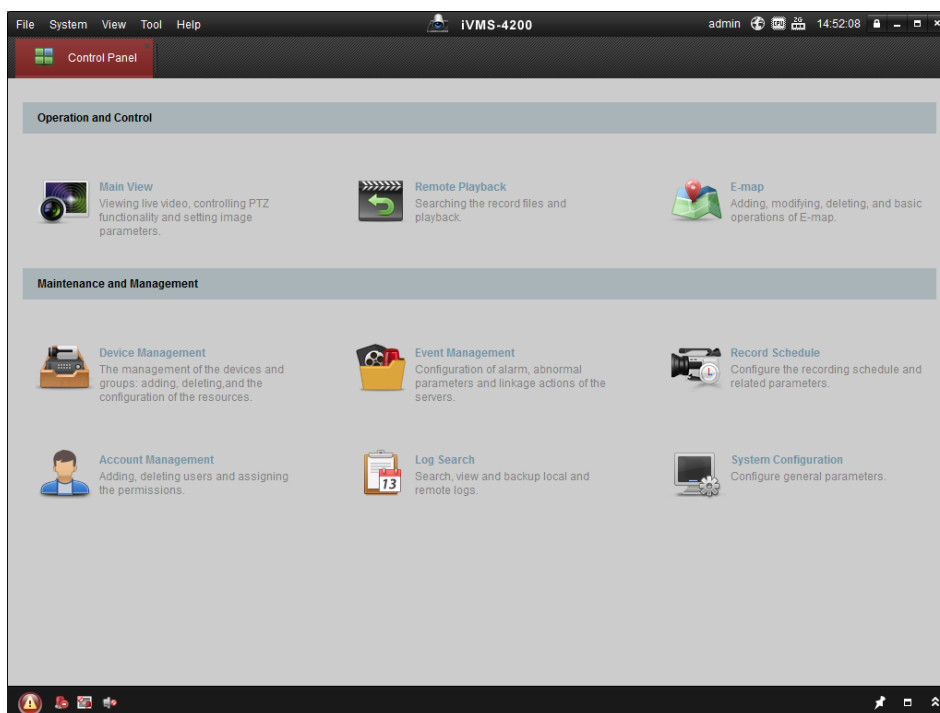 File System View Tool Help iVMS-4200 admin CPU 2G 14:52:08
Control Panel
Operation and Control
Main View
Viewing live video, controlling PTZ
functionality and setting image
parameters.
Remote Playback
Searching the record files and
playback.
E-map
Adding, modifying, deleting, and basic
operations of E-map.
Maintenance and Management
Device Management
The management of the devices and
groups: adding, deleting,and the
configuration of the resources.
Event Management
Configuration of alarm, abnormal
parameters and linkage actions of the
servers.
Record Schedule
Configure the recording schedule and
related parameters.
Account Management
Adding, deleting users and assigning
the permissions.
Log Search
Search, view and backup local and
remote logs.
13
System Configuration
Configure general parameters.